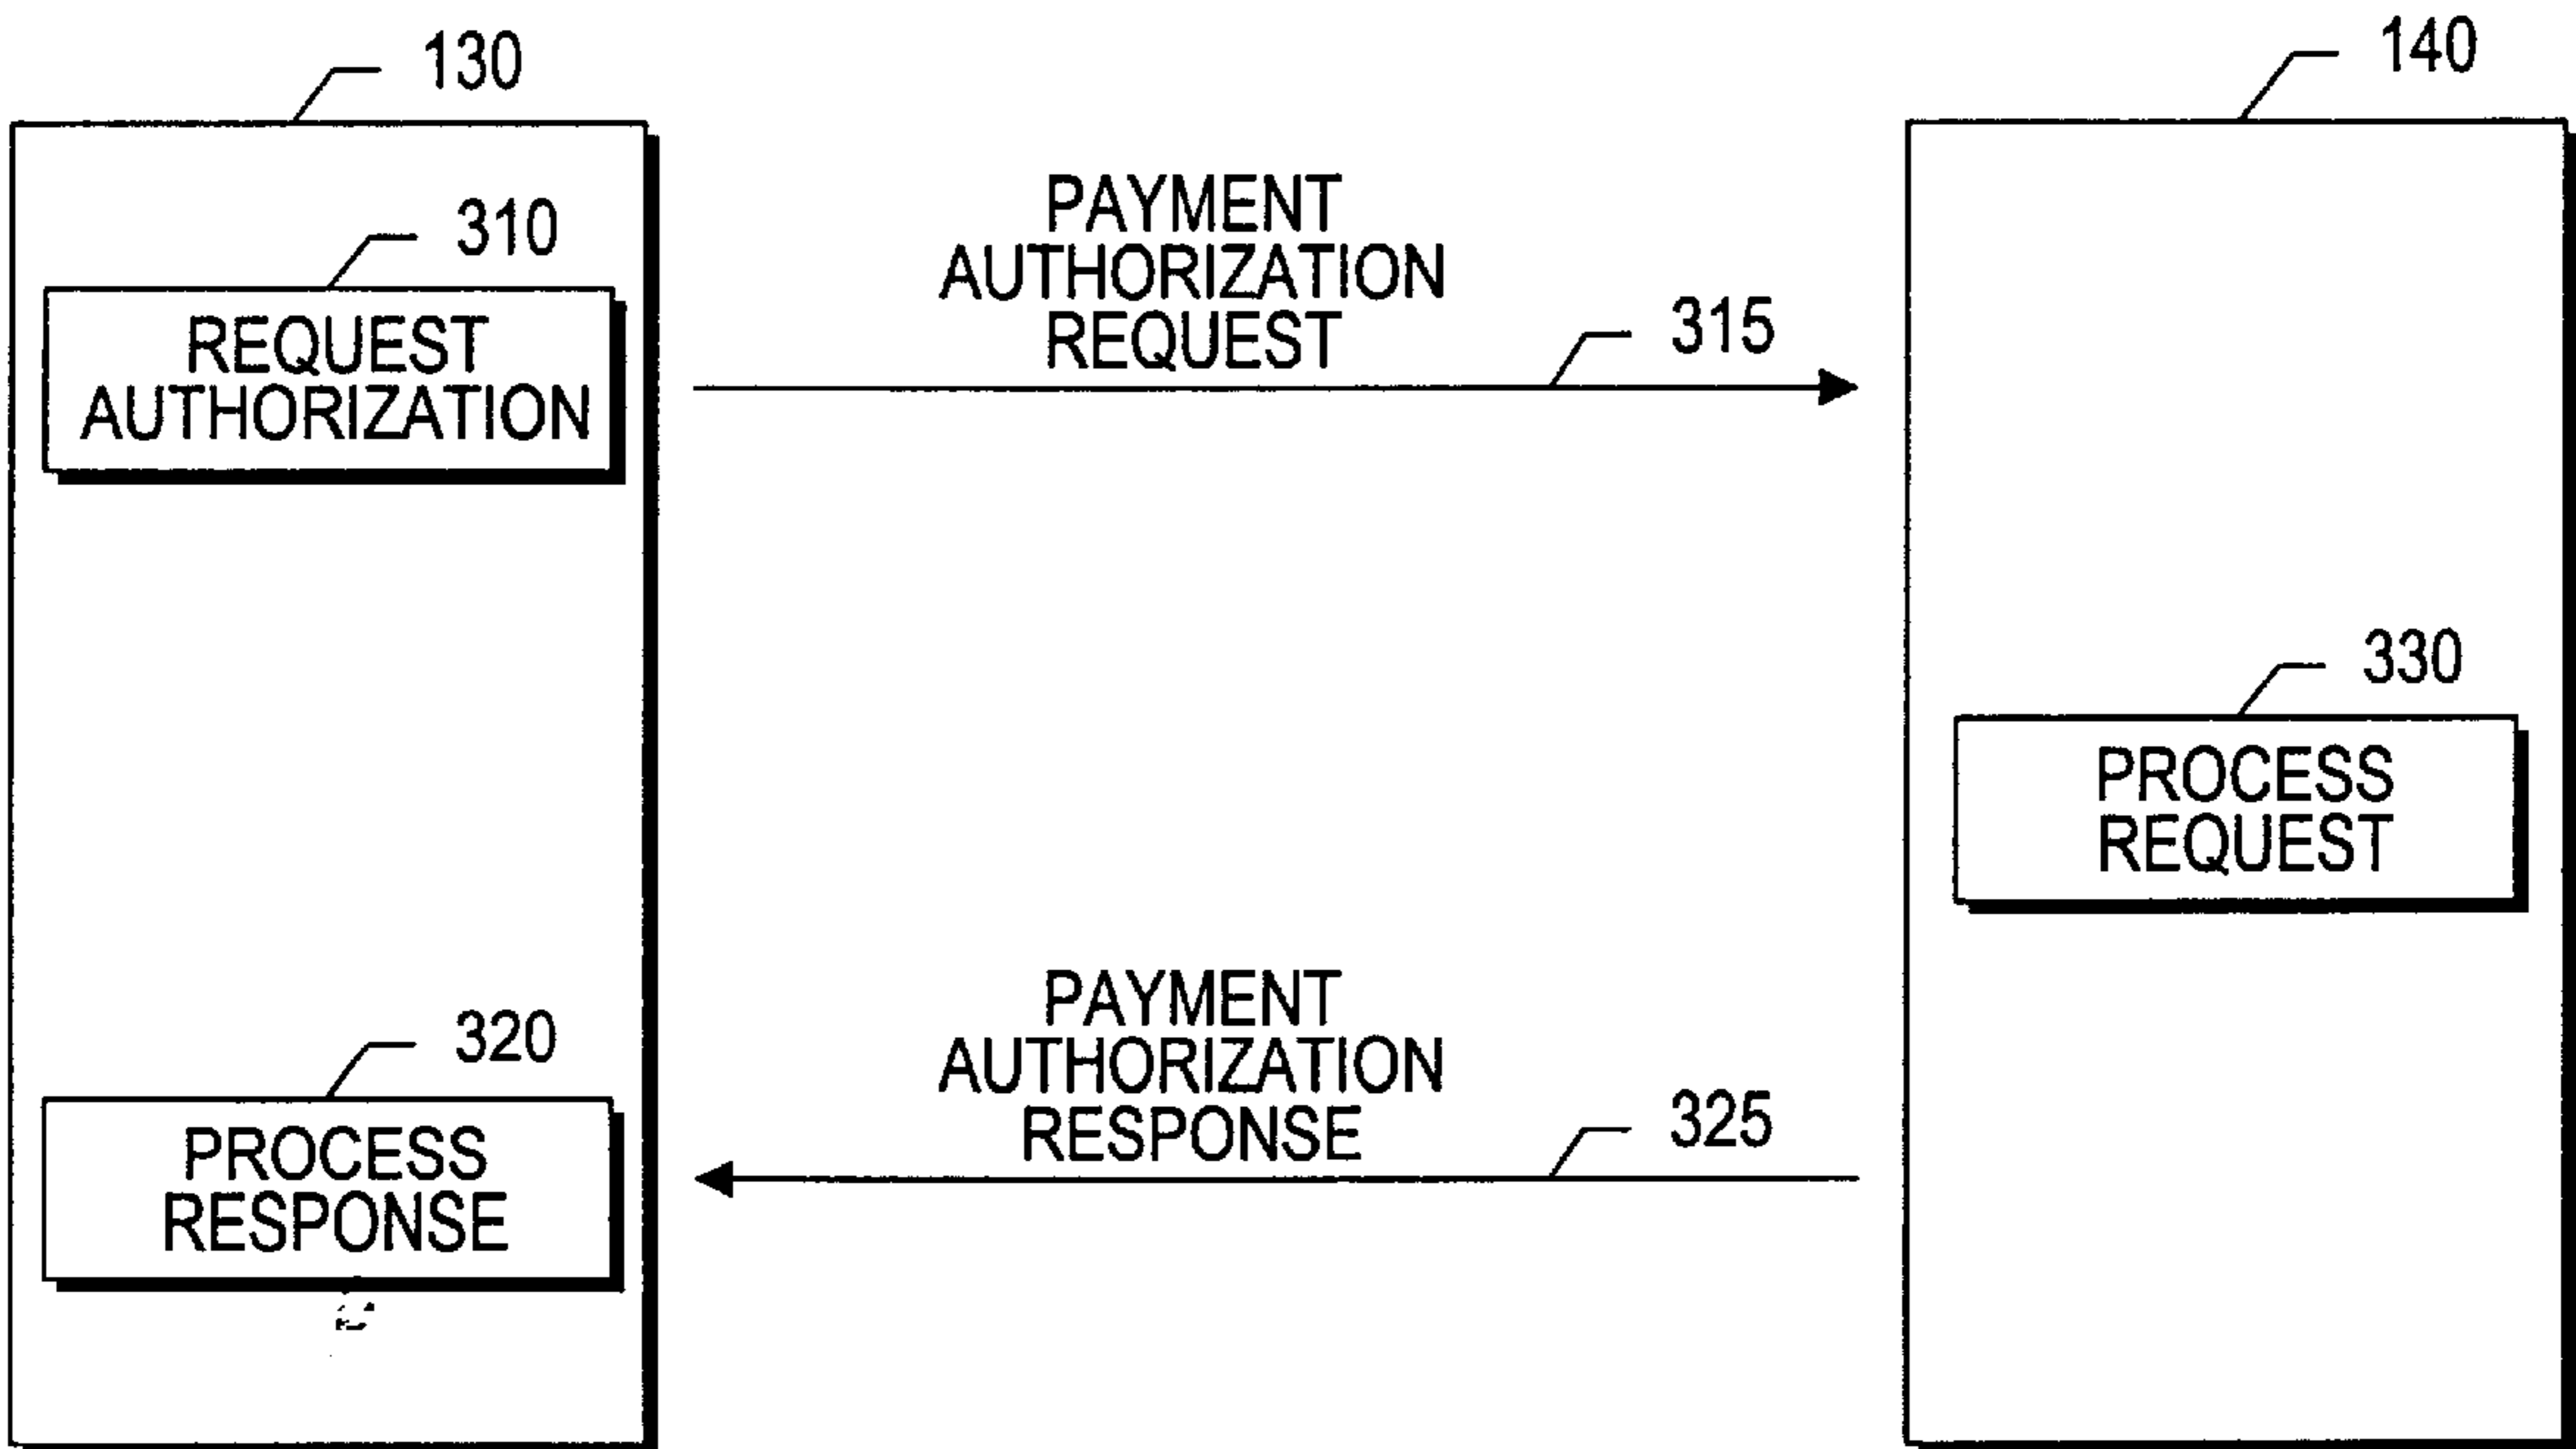 130
140
310
REQUEST
AUTHORIZATION
PAYMENT
AUTHORIZATION
REQUEST
315
330
PROCESS
REQUEST
320
PROCESS
RESPONSE
PAYMENT
AUTHORIZATION
RESPONSE
325